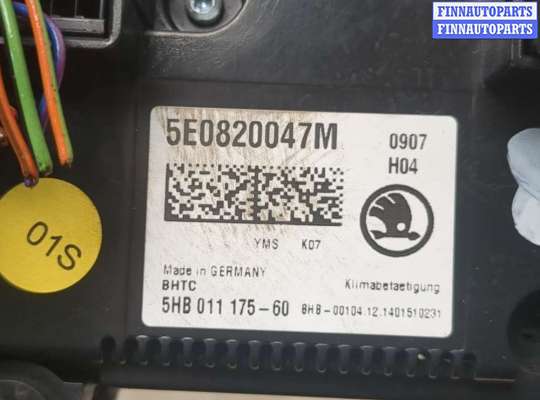 FINNAUTOPARTS
FINNAUTOPARTS
5E0820047M
0907
H04
YMS K07
01S
Made in GERMANY
BHTC
Klimabetaetigung
5HB 011 175-60
BHB-00104.12.1401510231